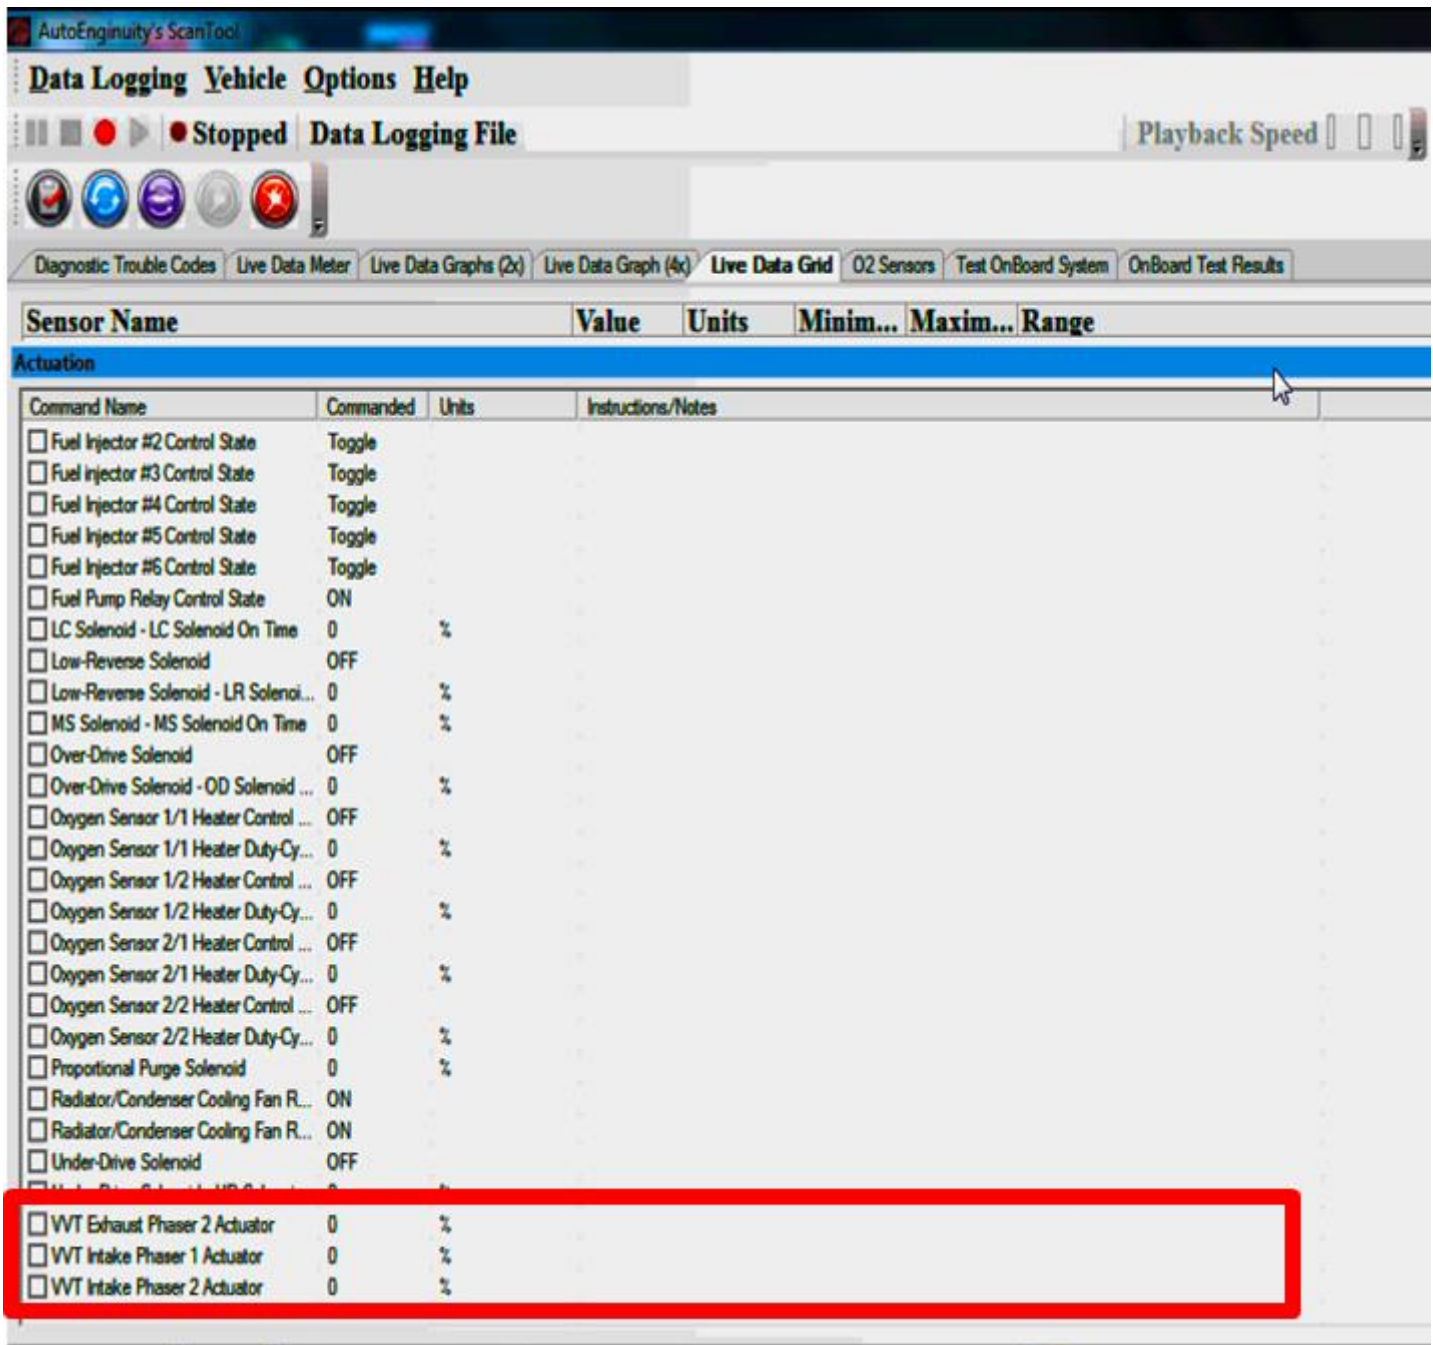 AutoEnginuity's ScanTool
Data Logging Vehicle Options Help
Stopped Data Logging File Playback Speed
Diagnostic Trouble Codes Live Data Meter Live Data Graphs (2x) Live Data Graph (4x) Live Data Grid O2 Sensors Test OnBoard System OnBoard Test Results
Sensor Name Value Units Minim... Maxim... Range
Actuation
Command Name Commanded Units Instructions/Notes
Fuel Injector #2 Control State Toggle
Fuel injector #3 Control State Toggle
Fuel Injector #4 Control State Toggle
Fuel Injector #5 Control State Toggle
Fuel Injector #6 Control State Toggle
Fuel Pump Relay Control State ON
LC Solenoid - LC Solenoid On Time 0 %
Low-Reverse Solenoid OFF
Low-Reverse Solenoid - LR Solenoi... 0 %
MS Solenoid - MS Solenoid On Time 0 %
Over-Drive Solenoid OFF
Over-Drive Solenoid - OD Solenoid ... 0 %
Oxygen Sensor 1/1 Heater Control ... OFF
Oxygen Sensor 1/1 Heater Duty-Cy... 0 %
Oxygen Sensor 1/2 Heater Control ... OFF
Oxygen Sensor 1/2 Heater Duty-Cy... 0 %
Oxygen Sensor 2/1 Heater Control ... OFF
Oxygen Sensor 2/1 Heater Duty-Cy... 0 %
Oxygen Sensor 2/2 Heater Control ... OFF
Oxygen Sensor 2/2 Heater Duty-Cy... 0 %
Proportional Purge Solenoid 0 %
Radiator/Condenser Cooling Fan R... ON
Radiator/Condenser Cooling Fan R... ON
Under-Drive Solenoid OFF
VVT Exhaust Phaser 2 Actuator 0 %
VVT Intake Phaser 1 Actuator 0 %
VVT Intake Phaser 2 Actuator 0 %